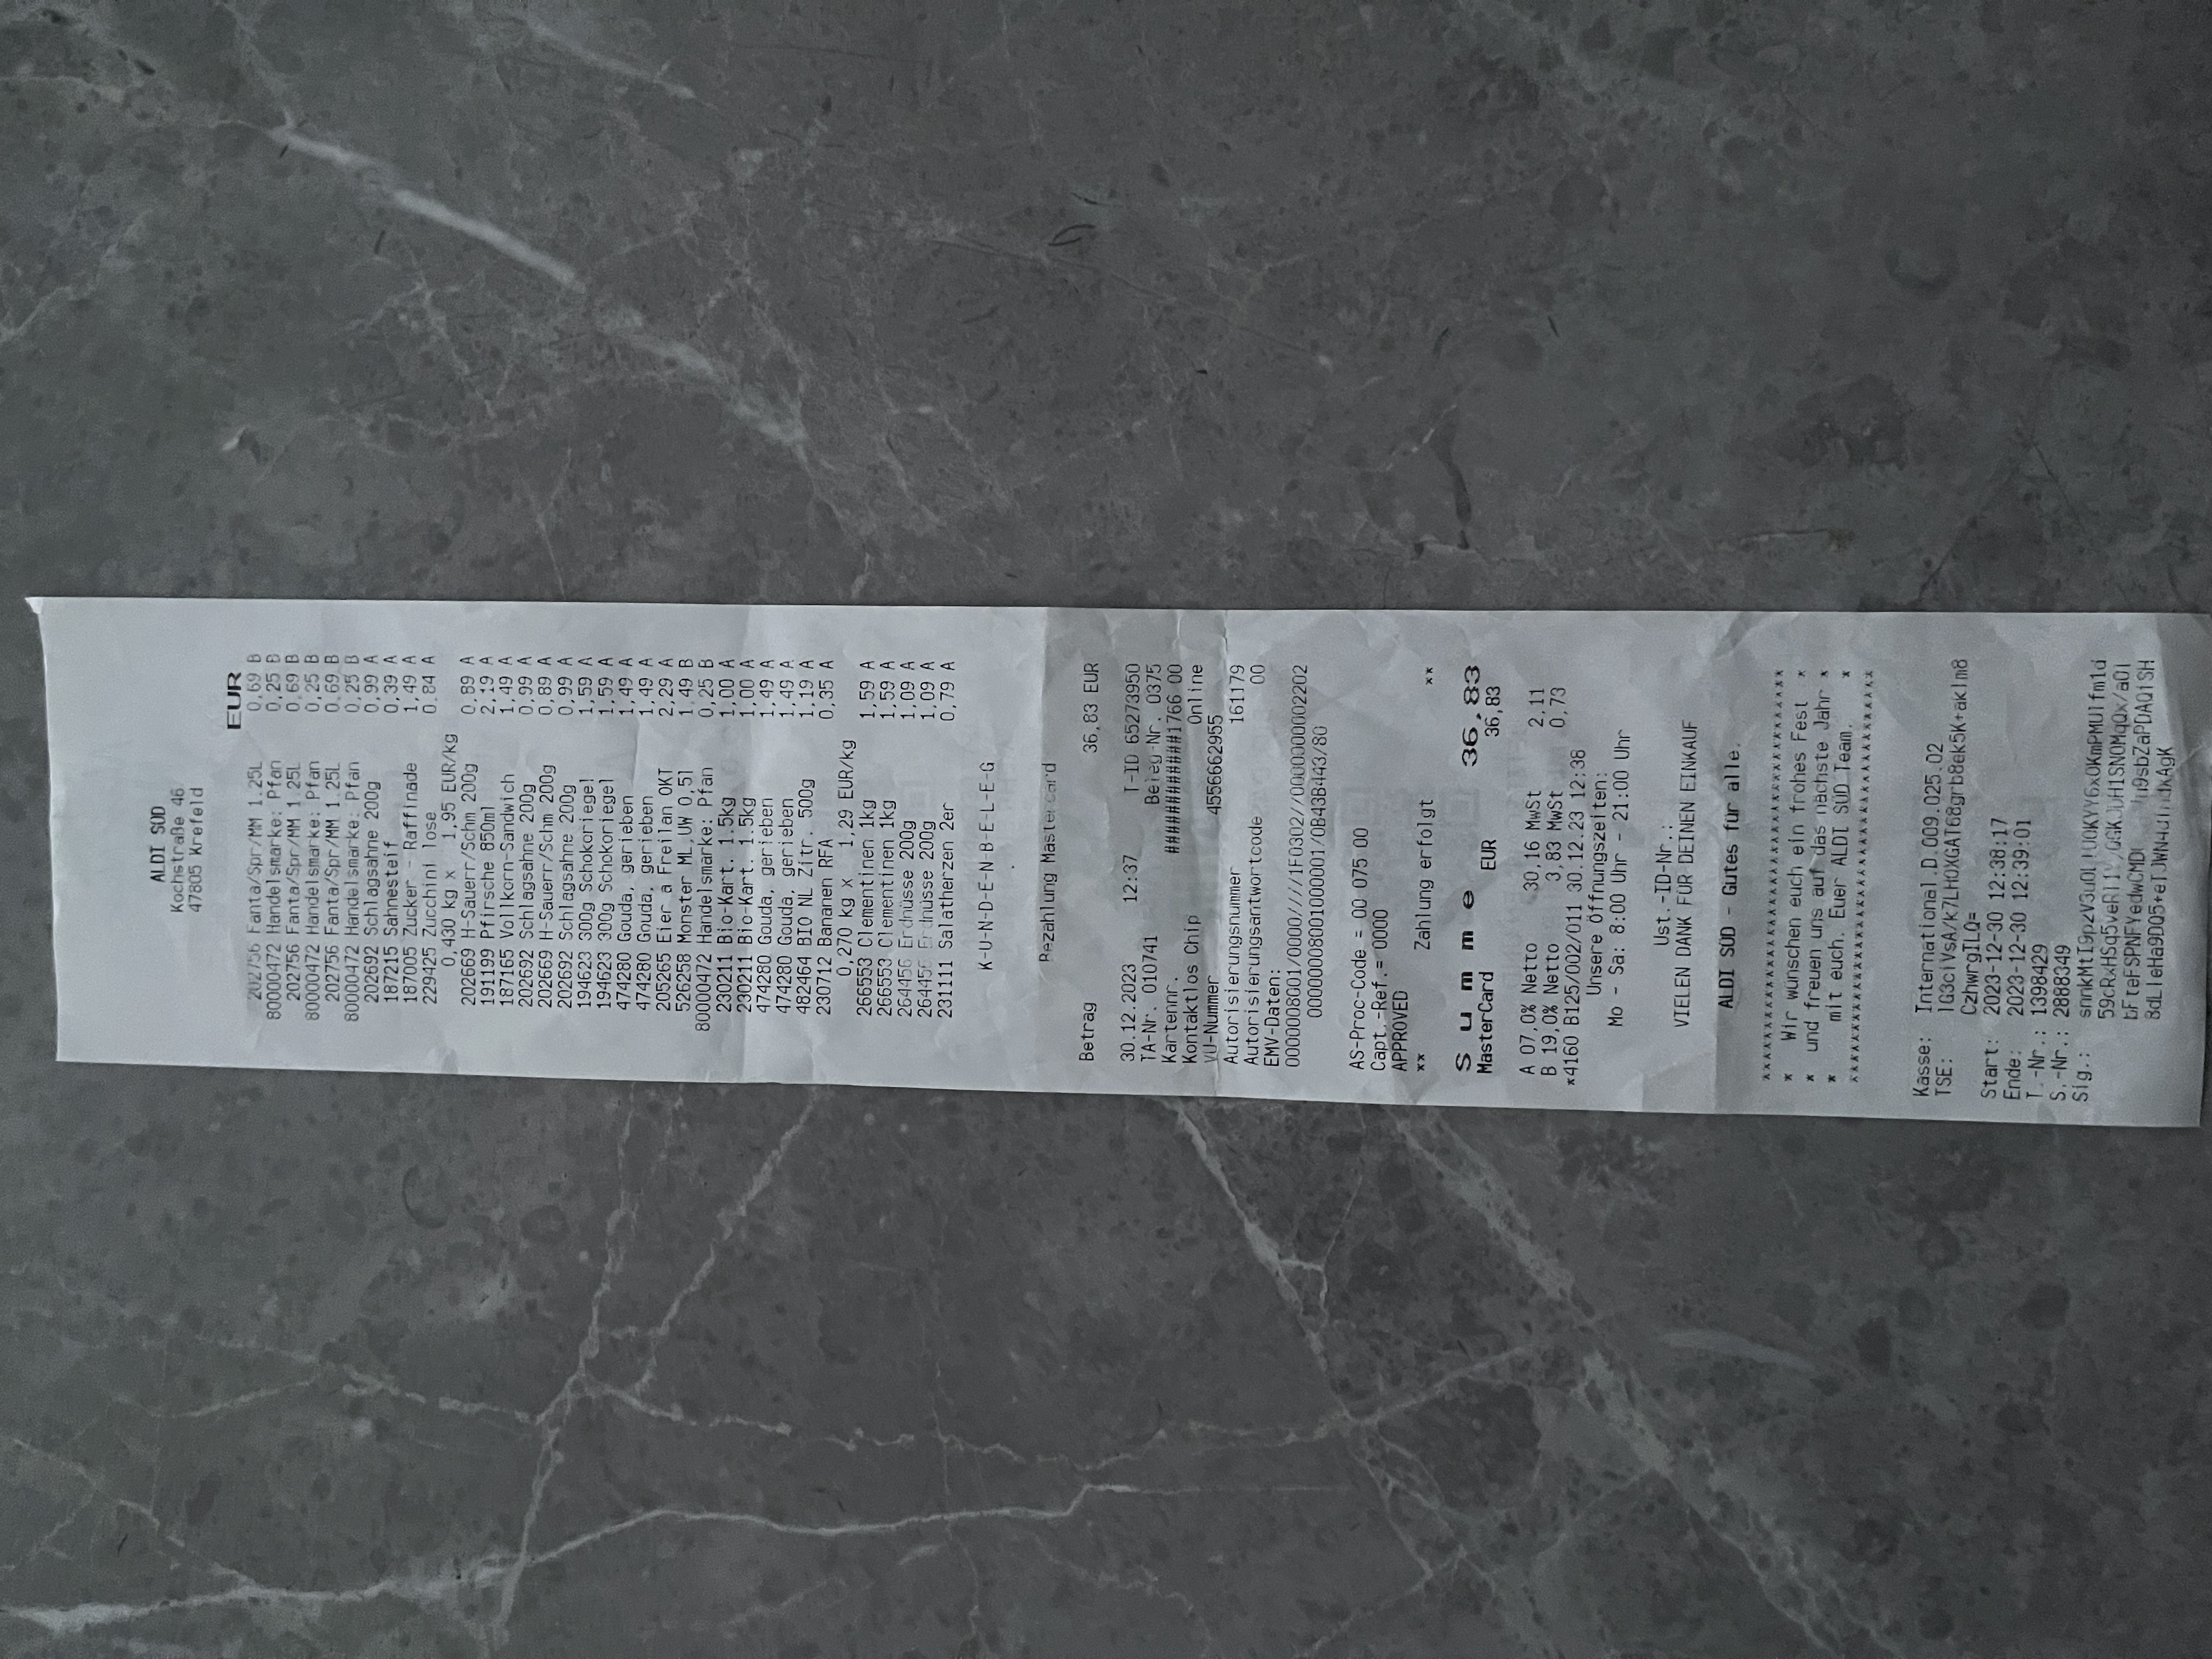 ALDI SÜD
Kochstraße 46
47805 Krefeld
EUR
202756 Fanta/Spr/MM 1.25L 0,69 B
80000472 Handelsmarke: Pfan 0,25 B
202756 Fanta/Spr/MM 1.25L 0,69 B
80000472 Handelsmarke: Pfan 0,25 B
202756 Fanta/Spr/MM 1.25L 0,69 B
80000472 Handelsmarke: Pfan 0,25 B
202692 Schlagsahne 200g 0,99 A
187215 Sahnesteif 0,39 A
187005 Zucker - Raffinade 1,49 A
229425 Zucchini lose 0,84 A
0,430 kg x 1,95 EUR/kg
202669 H-Sauerr/Schm 200g 0,89 A
191199 Pfirsche 850ml 2,19 A
187165 Vollkorn-Sandwich 1,49 A
202692 Schlagsahne 200g 0,99 A
202669 H-Sauerr/Schm 200g 0,89 A
202692 Schlagsahne 200g 0,99 A
194623 300g Schokoriegel 1,59 A
194623 300g Schokoriegel 1,59 A
474280 Gouda, gerieben 1,49 A
474280 Gouda, gerieben 1,49 A
205265 Eier a Freilan OKT 2,29 A
526258 Monster ML,UW 0,5l 1,49 B
80000472 Handelsmarke: Pfan 0,25 B
230211 Bio-Kart. 1.5kg 1,00 A
230211 Bio-Kart. 1.5kg 1,00 A
474280 Gouda, gerieben 1,49 A
474280 Gouda, gerieben 1,49 A
482464 BIO NL Zitr. 500g 1,19 A
230712 Bananen RFA 0,35 A
0,270 kg x 1,29 EUR/kg
266553 Clementinen 1kg 1,59 A
266553 Clementinen 1kg 1,59 A
264456 Erdnüsse 200g 1,09 A
264456 Erdnüsse 200g 1,09 A
231111 Salatherzen 2er 0,79 A
K-U-N-D-E-N-B-E-L-E-G
.
Bezahlung Mastercard
Betrag 36,83 EUR
30.12.2023 12:37 T-ID 65273950
TA-Nr. 010741 Beleg-Nr. 0375
Kartennr. ############1766 00
Kontaktlos Chip Online
VU-Nummer 4556662955
Autorisierungsnummer 161179
Autorisierungsantwortcode 00
EMV-Daten:
0000008001/0000////1F0302//0000000002202
00000008001000001/0B43B443/80
AS-Proc-Code = 00 075 00
Capt.-Ref.= 0000
APPROVED
** Zahlung erfolgt **
Summe 36,83
MasterCard EUR 36,83
A 07,0% Netto 30,16 MwSt 2,11
B 19,0% Netto 3,83 MwSt 0,73
*4160 B125/002/011 30.12.23 12:38
Unsere Öffnungszeiten:
Mo - Sa: 8:00 Uhr - 21:00 Uhr
Ust.-ID-Nr.:
VIELEN DANK FÜR DEINEN EINKAUF
ALDI SÜD - Gutes für alle.
****************************************
* Wir wünschen euch ein frohes Fest *
* und freuen uns auf das nächste Jahr *
* mit euch. Euer ALDI SÜD Team. *
****************************************
Kasse: International.D.009.025.02
TSE: lG3ciVsA/k7LHOXGAT68grb8ek5K+aklm8
CzhwrgILQ=
Start: 2023-12-30 12:38:17
Ende: 2023-12-30 12:39:01
T.-Nr.: 1398429
S.-Nr.: 2888349
Sig.: